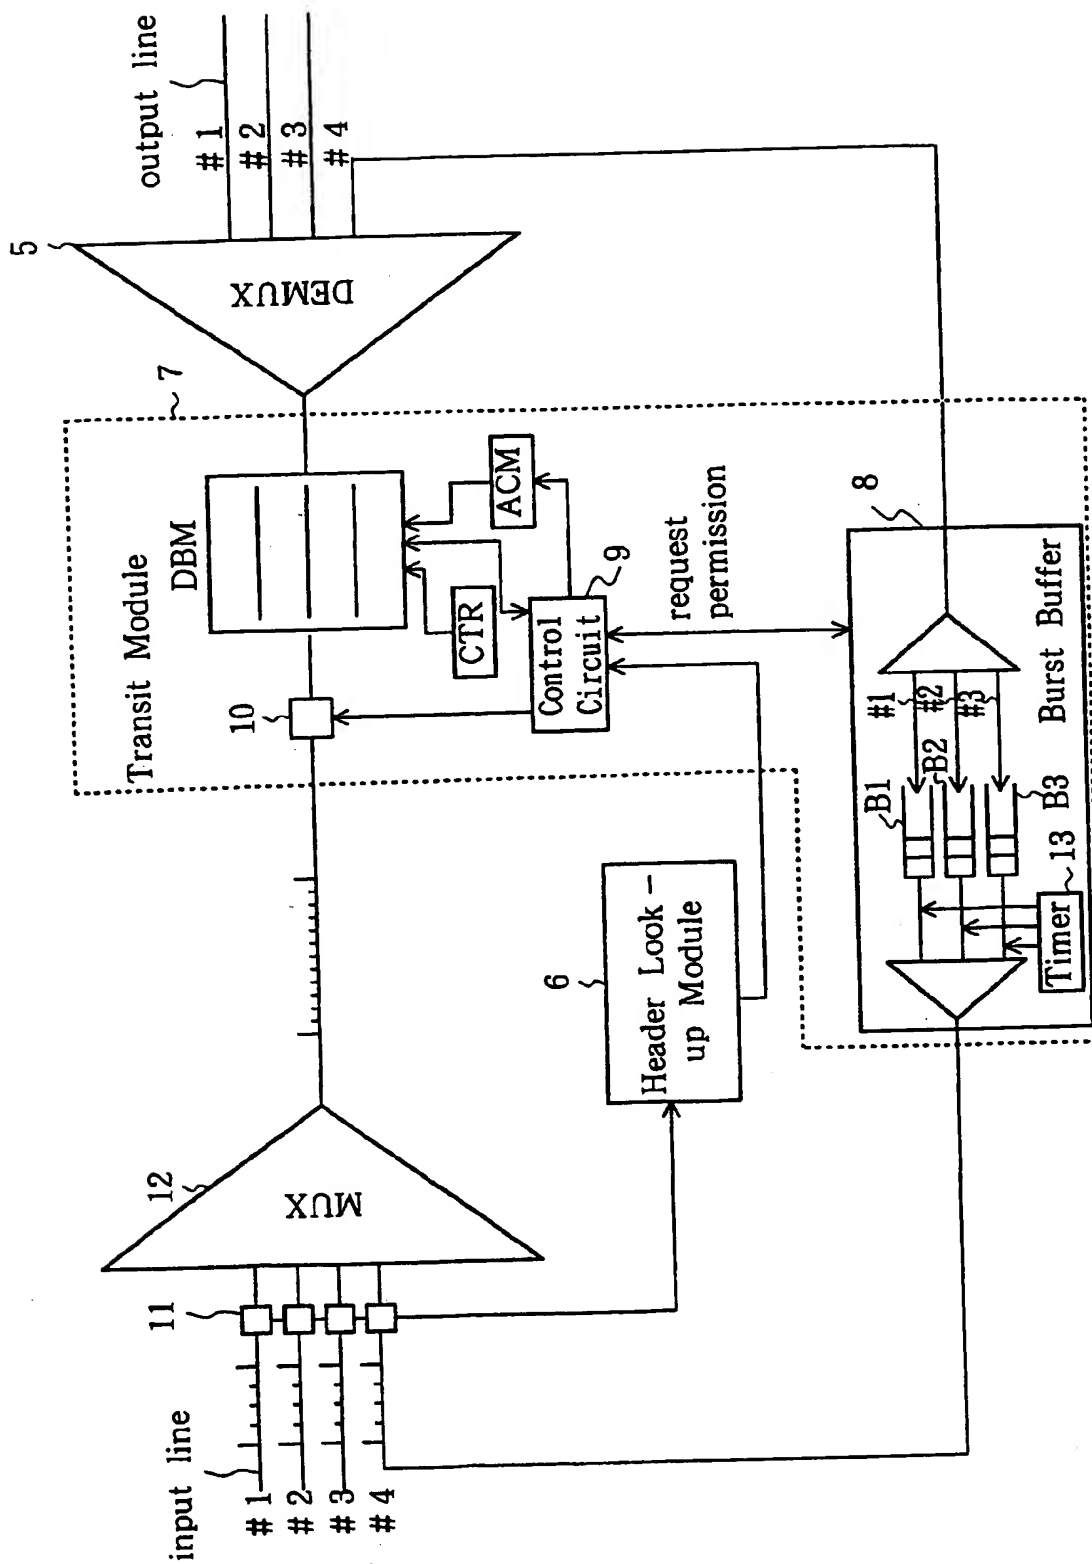 input line
#1
#2
#3
#4
11
12
MUX
6
Header Look-
up Module
Transit Module
7
10
DBM
CTR
ACM
Control
Circuit
9
request
permission
5
DEMUX
output line
#1
#2
#3
#4
8
Burst Buffer
#1
#2
#3
B1
B2
B3
13
Timer